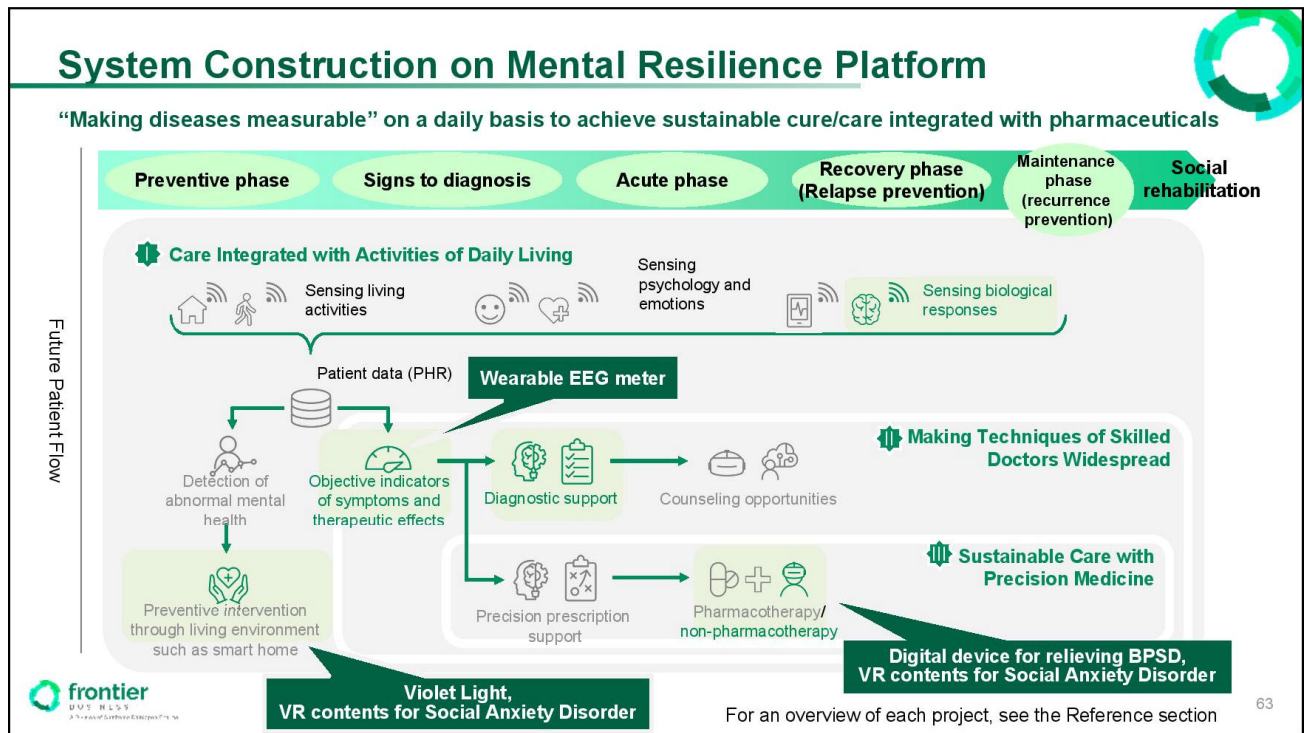 System Construction on Mental Resilience Platform
“Making diseases measurable” on a daily basis to achieve sustainable cure/care integrated with pharmaceuticals
Preventive phase
Signs to diagnosis
Acute phase
Recovery phase
(Relapse prevention)
Maintenance
phase
(recurrence
prevention)
Social
rehabilitation
Future Patient Flow
I
Care Integrated with Activities of Daily Living
Sensing living
activities
Sensing
psychology and
emotions
Sensing biological
responses
Patient data (PHR)
Wearable EEG meter
II
Making Techniques of Skilled
Doctors Widespread
Detection of
abnormal mental
health
Objective indicators
of symptoms and
therapeutic effects
Diagnostic support
Counseling opportunities
III
Sustainable Care with
Precision Medicine
Preventive intervention
through living environment
such as smart home
Precision prescription
support
Pharmacotherapy/
non-pharmacotherapy
Digital device for relieving BPSD,
VR contents for Social Anxiety Disorder
Violet Light,
VR contents for Social Anxiety Disorder
frontier
BUSINESS
For an overview of each project, see the Reference section
63